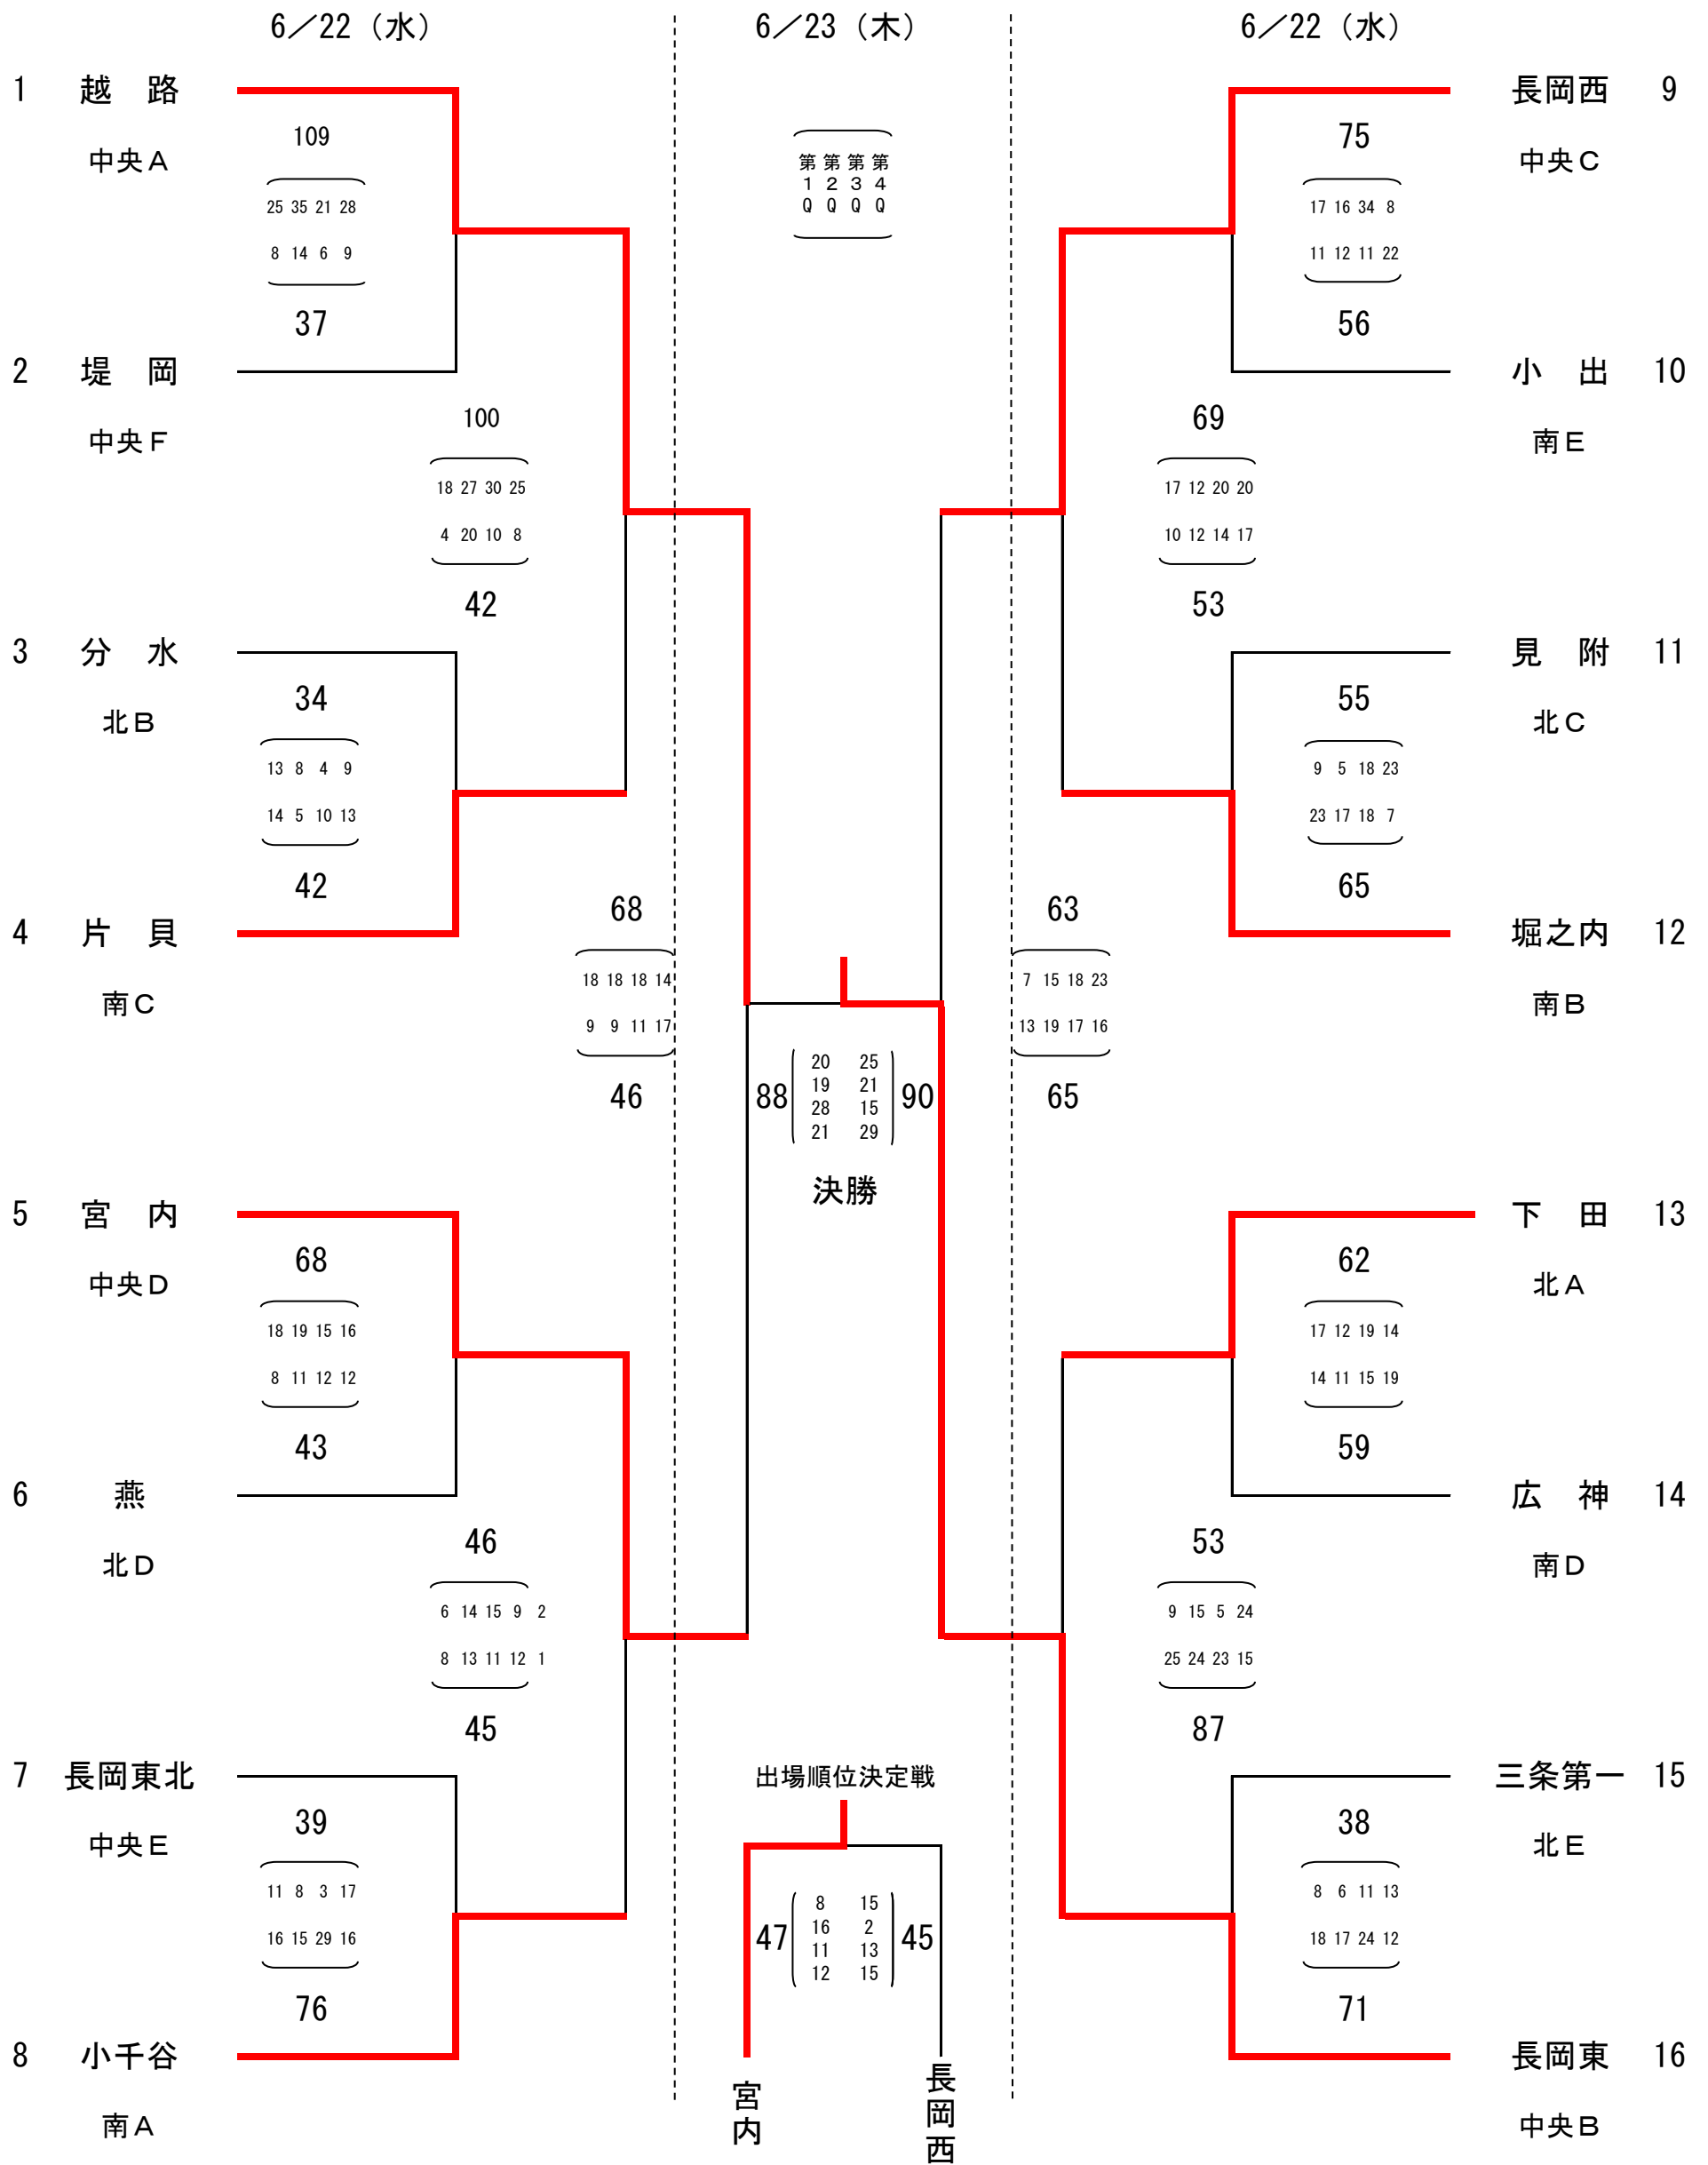 6／22（水）
6／23（木）
6／22（水）
1 越　路
中央A
109
25 35 21 28
8 14 6 9
37
2 堤　岡
中央F
100
18 27 30 25
4 20 10 8
42
3 分　水
北B
34
13 8 4 9
14 5 10 13
42
4 片　貝
南C
68
18 18 18 14
9 9 11 17
46
5 宮　内
中央D
68
18 19 15 16
8 11 12 12
43
6 燕
北D
46
6 14 15 9 2
8 13 11 12 1
45
7 長岡東北
中央E
39
11 8 3 17
16 15 29 16
76
8 小千谷
南A
第 第 第 第
1 2 3 4
Q Q Q Q
88
20 25
19 21
28 15
21 29
90
決勝
出場順位決定戦
47
8 15
16 2
11 13
12 15
45
宮内
長岡西
長岡西 9
中央C
75
17 16 34 8
11 12 11 22
56
小　出 10
南E
69
17 12 20 20
10 12 14 17
53
見　附 11
北C
55
9 5 18 23
23 17 18 7
65
堀之内 12
南B
63
7 15 18 23
13 19 17 16
65
下　田 13
北A
62
17 12 19 14
14 11 15 19
59
広　神 14
南D
53
9 15 5 24
25 24 23 15
87
三条第一 15
北E
38
8 6 11 13
18 17 24 12
71
長岡東 16
中央B